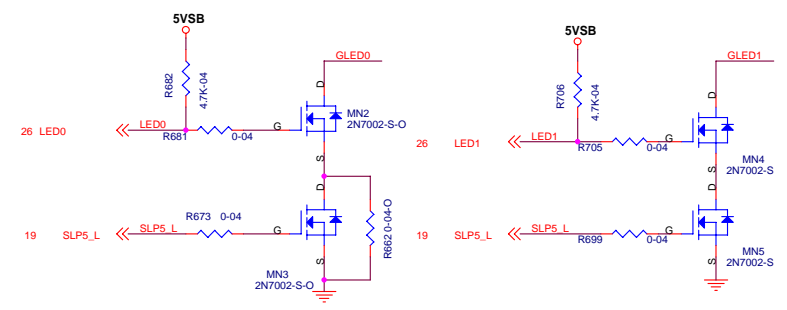 5VSB
GLED0
R682
4.7K-04
D
MN2
2N7002-S-O
26 LED0
LED0
R681
0-04
G
S
D
R673 0-04
19 SLP5_L
SLP5_L
G
R662 0-04-O
S
MN3
2N7002-S-O
5VSB
GLED1
R706
4.7K-04
D
26 LED1
LED1
R705
0-04
G
S
MN4
2N7002-S
D
19 SLP5_L
SLP5_L
R699
0-04
G
S
MN5
2N7002-S